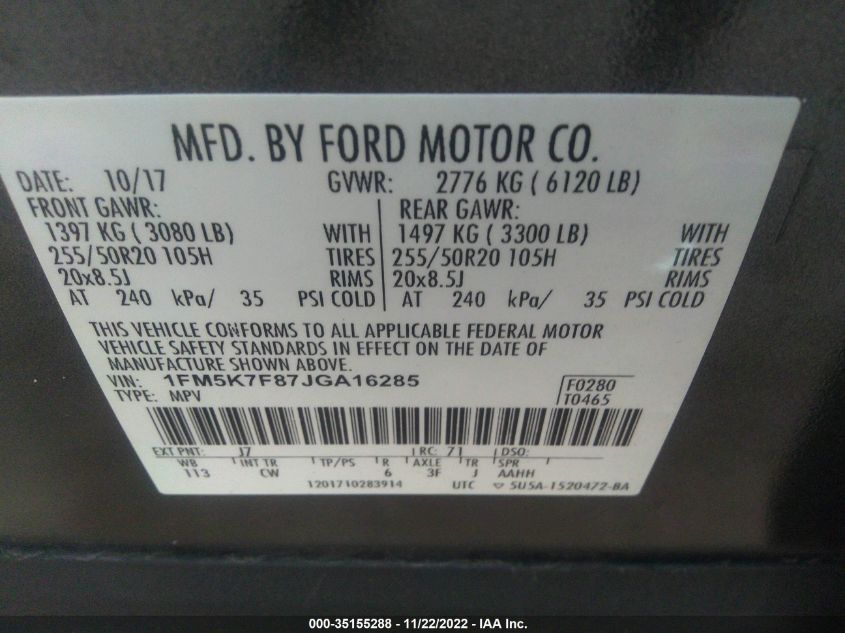 MFD. BY FORD MOTOR CO.
DATE: 10/17 GVWR: 2776 KG ( 6120 LB)
FRONT GAWR: REAR GAWR:
1397 KG ( 3080 LB) WITH 1497 KG ( 3300 LB) WITH
255/50R20 105H TIRES 255/50R20 105H TIRES
20x8.5J RIMS 20x8.5J RIMS
AT 240 kPa/ 35 PSI COLD AT 240 kPa/ 35 PSI COLD
THIS VEHICLE CONFORMS TO ALL APPLICABLE FEDERAL MOTOR
VEHICLE SAFETY STANDARDS IN EFFECT ON THE DATE OF
MANUFACTURE SHOWN ABOVE.
VIN: 1FM5K7F87JGA16285 F0280
TYPE: MPV T0465
EXT PNT: J7 RC: 71 DSO:
WB INT TR TP/PS R AXLE TR SPR
113 CW 6 3F J AAHH
1201710283914 UTC ▽ 5U5A-1520472-BA
000-35155288 - 11/22/2022 - IAA Inc.